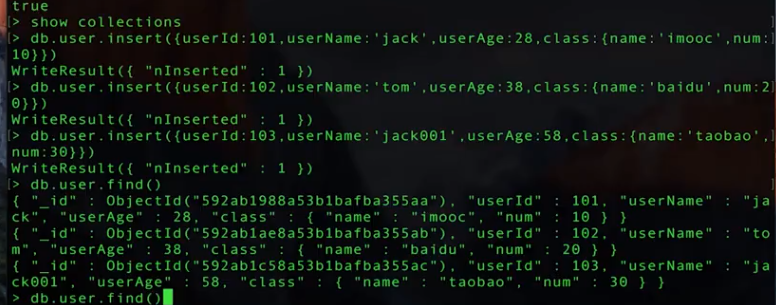 true
> show collections
> db.user.insert({userId:101,userName:'jack',userAge:28,class:{name:'imooc',num:
10}})
WriteResult({ "nInserted" : 1 })
> db.user.insert({userId:102,userName:'tom',userAge:38,class:{name:'baidu',num:2
0}})
WriteResult({ "nInserted" : 1 })
> db.user.insert({userId:103,userName:'jack001',userAge:58,class:{name:'taobao',
num:30}})
WriteResult({ "nInserted" : 1 })
> db.user.find()
{ "_id" : ObjectId("592ab1988a53b1bafba355aa"), "userId" : 101, "userName" : "ja
ck", "userAge" : 28, "class" : { "name" : "imooc", "num" : 10 } }
{ "_id" : ObjectId("592ab1ae8a53b1bafba355ab"), "userId" : 102, "userName" : "to
m", "userAge" : 38, "class" : { "name" : "baidu", "num" : 20 } }
{ "_id" : ObjectId("592ab1c58a53b1bafba355ac"), "userId" : 103, "userName" : "ja
ck001", "userAge" : 58, "class" : { "name" : "taobao", "num" : 30 } }
> db.user.find()